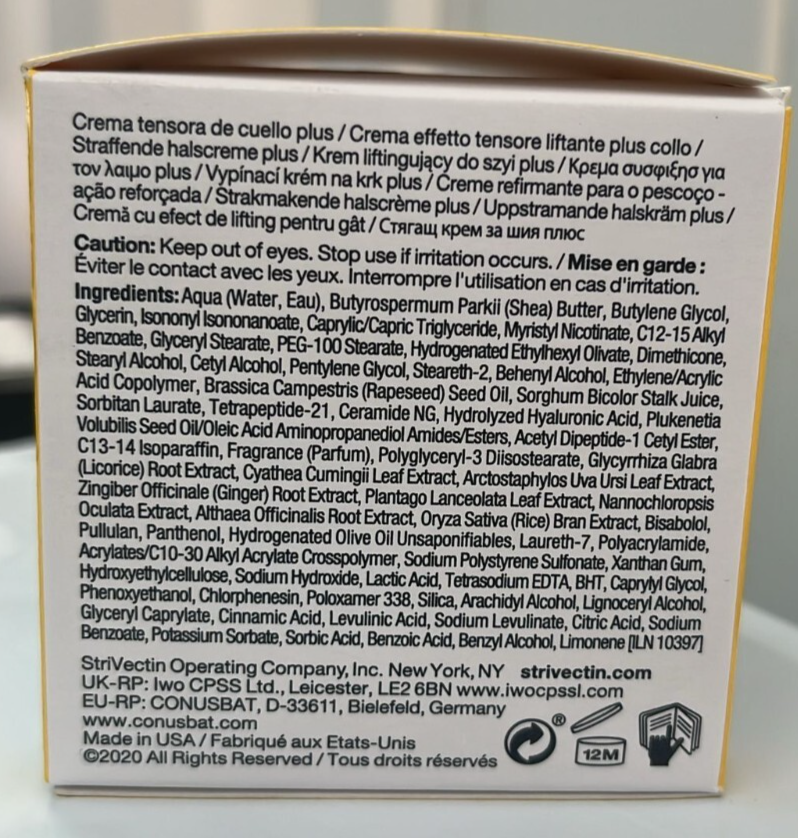 Crema tensora de cuello plus / Crema effetto tensore liftante plus collo /
Straffende halscreme plus / Krem liftingujący do szyi plus / Κρεμα συσφιξησ για
τον λαιμο plus / Vypínací krém na krk plus / Creme refirmante para o pescoço -
ação reforçada / Strakmakende halscrème plus / Uppstramande halskräm plus /
Cremă cu efect de lifting pentru gât / Стягащ крем за шия плюс
Caution: Keep out of eyes. Stop use if irritation occurs. / Mise en garde :
Éviter le contact avec les yeux. Interrompre l'utilisation en cas d'irritation.
Ingredients: Aqua (Water, Eau), Butyrospermum Parkii (Shea) Butter, Butylene Glycol,
Glycerin, Isononyl Isononanoate, Caprylic/Capric Triglyceride, Myristyl Nicotinate, C12-15 Alkyl
Benzoate, Glyceryl Stearate, PEG-100 Stearate, Hydrogenated Ethylhexyl Olivate, Dimethicone,
Stearyl Alcohol, Cetyl Alcohol, Pentylene Glycol, Steareth-2, Behenyl Alcohol, Ethylene/Acrylic
Acid Copolymer, Brassica Campestris (Rapeseed) Seed Oil, Sorghum Bicolor Stalk Juice,
Sorbitan Laurate, Tetrapeptide-21, Ceramide NG, Hydrolyzed Hyaluronic Acid, Plukenetia
Volubilis Seed Oil/Oleic Acid Aminopropanediol Amides/Esters, Acetyl Dipeptide-1 Cetyl Ester,
C13-14 Isoparaffin, Fragrance (Parfum), Polyglyceryl-3 Diisostearate, Glycyrrhiza Glabra
(Licorice) Root Extract, Cyathea Cumingii Leaf Extract, Arctostaphylos Uva Ursi Leaf Extract,
Zingiber Officinale (Ginger) Root Extract, Plantago Lanceolata Leaf Extract, Nannochloropsis
Oculata Extract, Althaea Officinalis Root Extract, Oryza Sativa (Rice) Bran Extract, Bisabolol,
Pullulan, Panthenol, Hydrogenated Olive Oil Unsaponifiables, Laureth-7, Polyacrylamide,
Acrylates/C10-30 Alkyl Acrylate Crosspolymer, Sodium Polystyrene Sulfonate, Xanthan Gum,
Hydroxyethylcellulose, Sodium Hydroxide, Lactic Acid, Tetrasodium EDTA, BHT, Caprylyl Glycol,
Phenoxyethanol, Chlorphenesin, Poloxamer 338, Silica, Arachidyl Alcohol, Lignoceryl Alcohol,
Glyceryl Caprylate, Cinnamic Acid, Levulinic Acid, Sodium Levulinate, Citric Acid, Sodium
Benzoate, Potassium Sorbate, Sorbic Acid, Benzoic Acid, Benzyl Alcohol, Limonene [ILN 10397]
StriVectin Operating Company, Inc. New York, NY strivectin.com
UK-RP: Iwo CPSS Ltd., Leicester, LE2 6BN www.iwocpssl.com
EU-RP: CONUSBAT, D-33611, Bielefeld, Germany
www.conusbat.com
Made in USA / Fabriqué aux Etats-Unis
©2020 All Rights Reserved / Tous droits réservés
®
12M